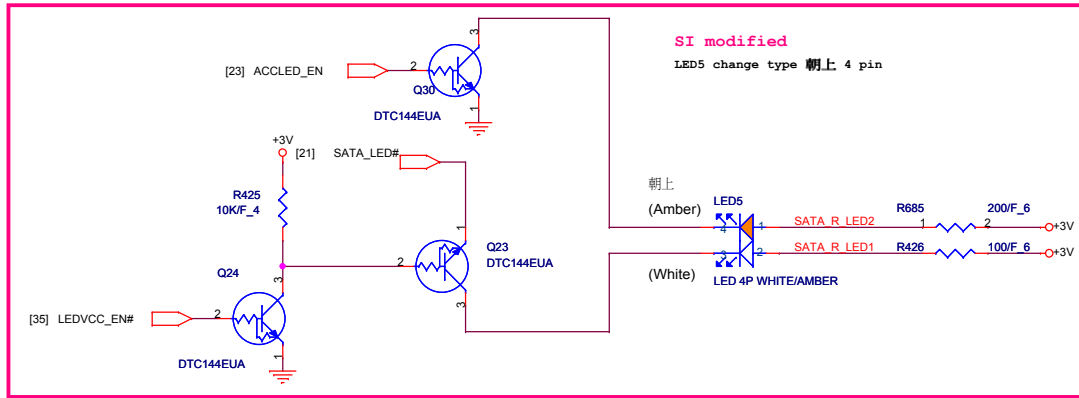 SI modified
LED5 change type 朝上 4 pin
3
[23] ACCLED_EN
2
Q30
1
DTC144EUA
+3V
[21]
SATA_LED#
R425
10K/F_4
朝上
(Amber)
LED5
4
1
SATA_R_LED2
R685
1
2
200/F_6
+3V
1
Q23
DTC144EUA
2
3
3
2
SATA_R_LED1
R426
100/F_6
+3V
(White)
LED 4P WHITE/AMBER
Q24
3
[35] LEDVCC_EN#
2
1
DTC144EUA